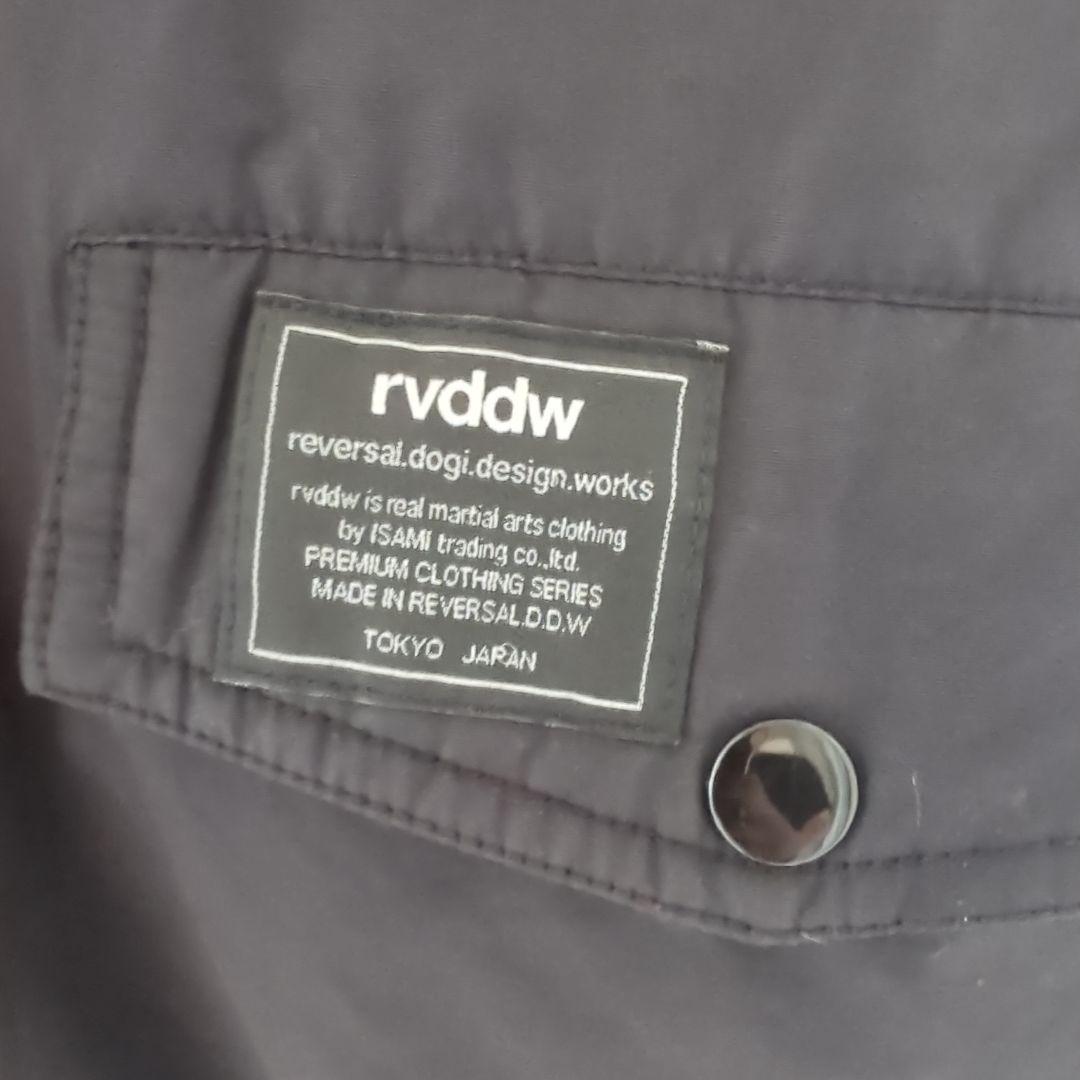 rvddw
reversal.dogi.design.works
rvddw is real martial arts clothing
by ISAMI trading co.,ltd.
PREMIUM CLOTHING SERIES
MADE IN REVERSAL.D.D.W
TOKYO JAPAN